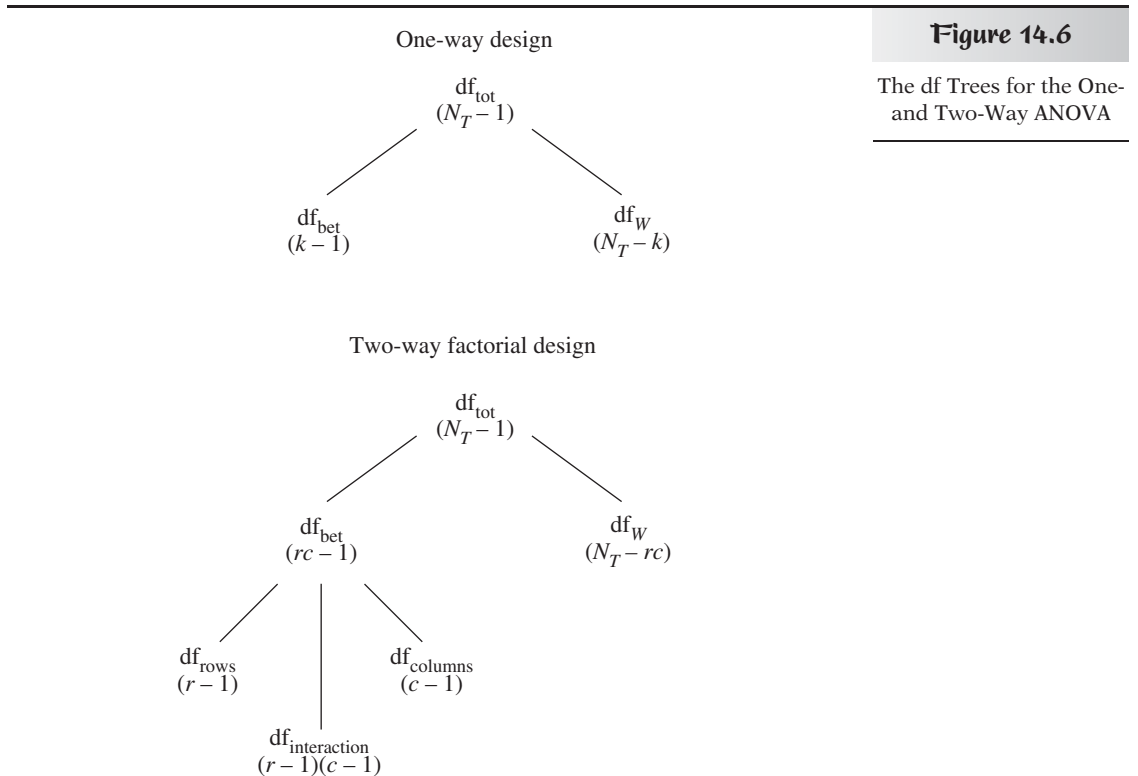 Figure 14.6
The df Trees for the One-
and Two-Way ANOVA
One-way design
df_tot
(N_T – 1)
df_bet
(k – 1)
df_W
(N_T – k)
Two-way factorial design
df_tot
(N_T – 1)
df_bet
(rc – 1)
df_W
(N_T – rc)
df_rows
(r – 1)
df_columns
(c – 1)
df_interaction
(r – 1)(c – 1)